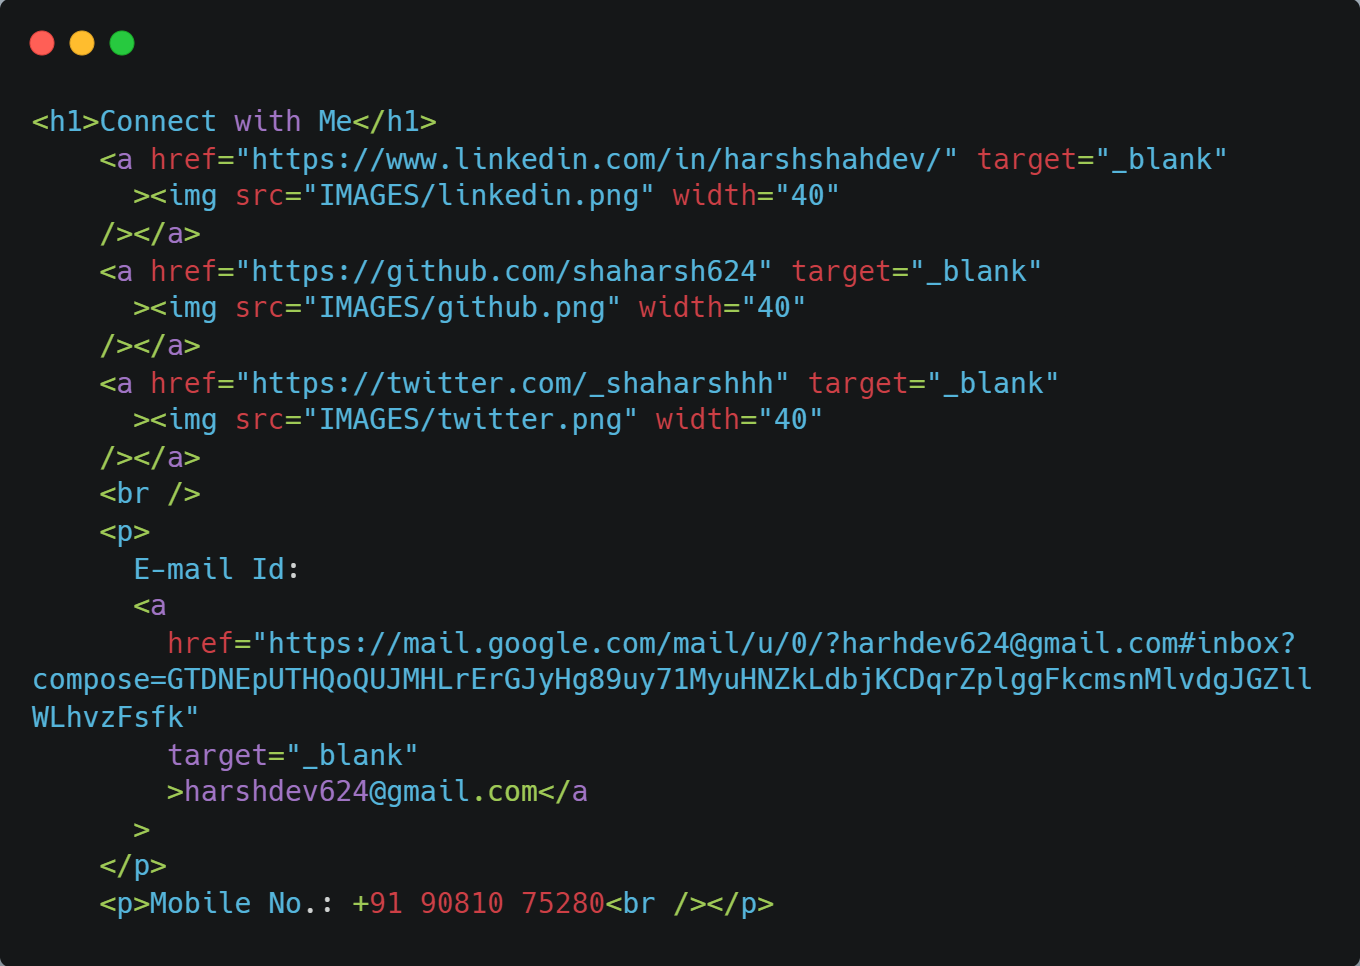 <h1>Connect with Me</h1>
    <a href="https://www.linkedin.com/in/harshshahdev/" target="_blank"
      ><img src="IMAGES/linkedin.png" width="40"
    /></a>
    <a href="https://github.com/shaharsh624" target="_blank"
      ><img src="IMAGES/github.png" width="40"
    /></a>
    <a href="https://twitter.com/_shaharshhh" target="_blank"
      ><img src="IMAGES/twitter.png" width="40"
    /></a>
    <br />
    <p>
      E-mail Id:
      <a
        href="https://mail.google.com/mail/u/0/?harhdev624@gmail.com#inbox?
compose=GTDNEpUTHQoQUJMHLrErGJyHg89uy71MyuHNZkLdbjKCDqrZplggFkcmsnMlvdgJGZll
WLhvzFsfk"
        target="_blank"
        >harshdev624@gmail.com</a
      >
    </p>
    <p>Mobile No.: +91 90810 75280<br /></p>